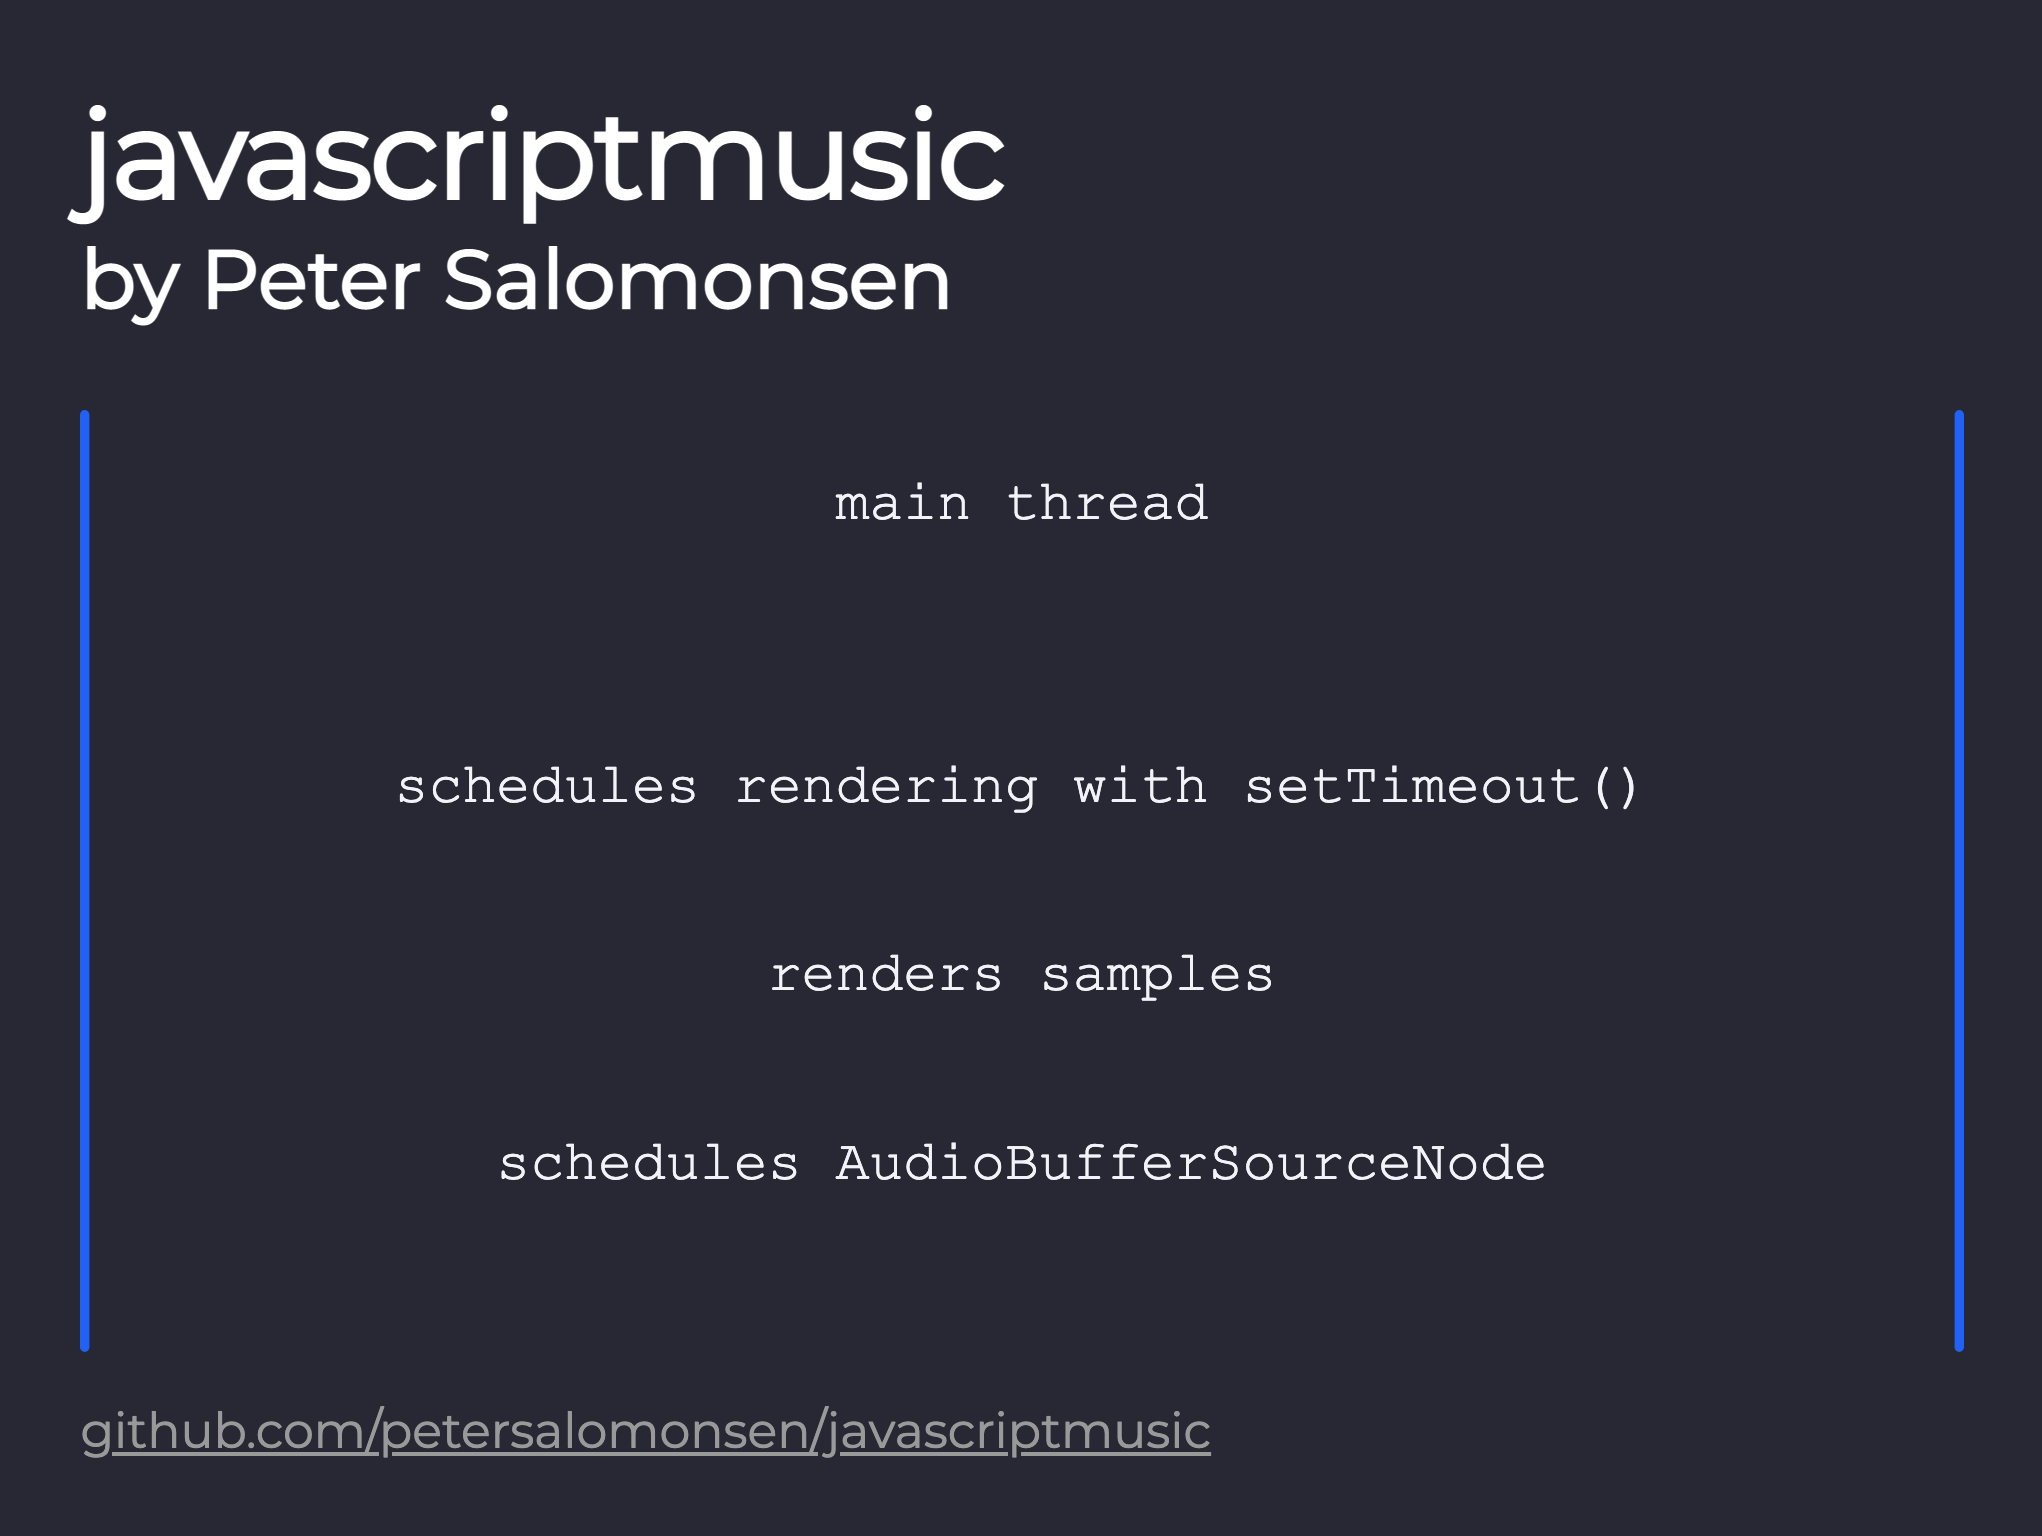 javascriptmusic
by Peter Salomonsen
main thread
schedules rendering with setTimeout()
renders samples
schedules AudioBufferSourceNode
github.com/petersalomonsen/javascriptmusic